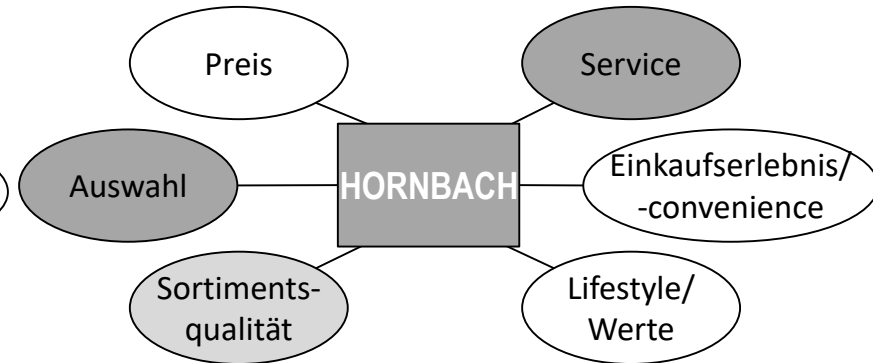 Preis
Service
Auswahl
HORNBACH
Einkaufserlebnis/
-convenience
Sortiments-
qualität
Lifestyle/
Werte